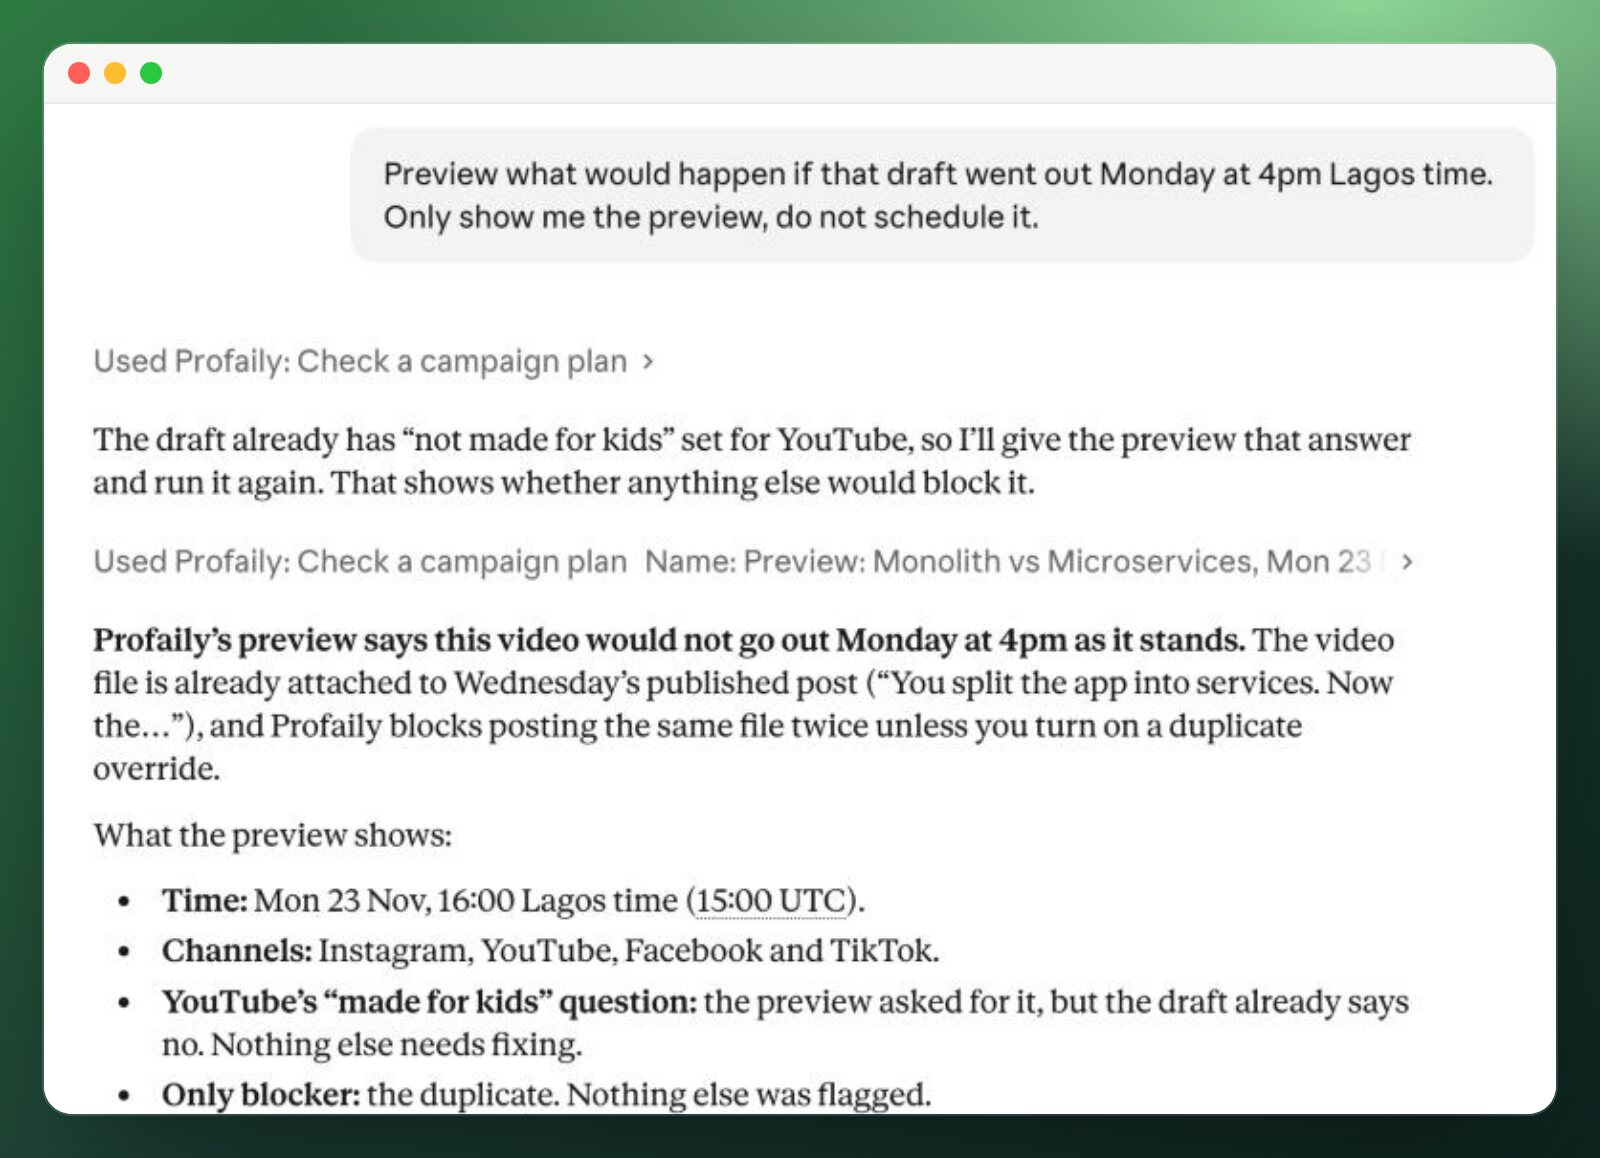 Preview what would happen if that draft went out Monday at 4pm Lagos time.
Only show me the preview, do not schedule it.
Used Profaily: Check a campaign plan >
The draft already has “not made for kids” set for YouTube, so I’ll give the preview that answer
and run it again. That shows whether anything else would block it.
Used Profaily: Check a campaign plan Name: Preview: Monolith vs Microservices, Mon 23 >
Profaily’s preview says this video would not go out Monday at 4pm as it stands. The video
file is already attached to Wednesday’s published post (“You split the app into services. Now
the…”), and Profaily blocks posting the same file twice unless you turn on a duplicate
override.
What the preview shows:
• Time: Mon 23 Nov, 16:00 Lagos time (15:00 UTC).
• Channels: Instagram, YouTube, Facebook and TikTok.
• YouTube’s “made for kids” question: the preview asked for it, but the draft already says
no. Nothing else needs fixing.
• Only blocker: the duplicate. Nothing else was flagged.